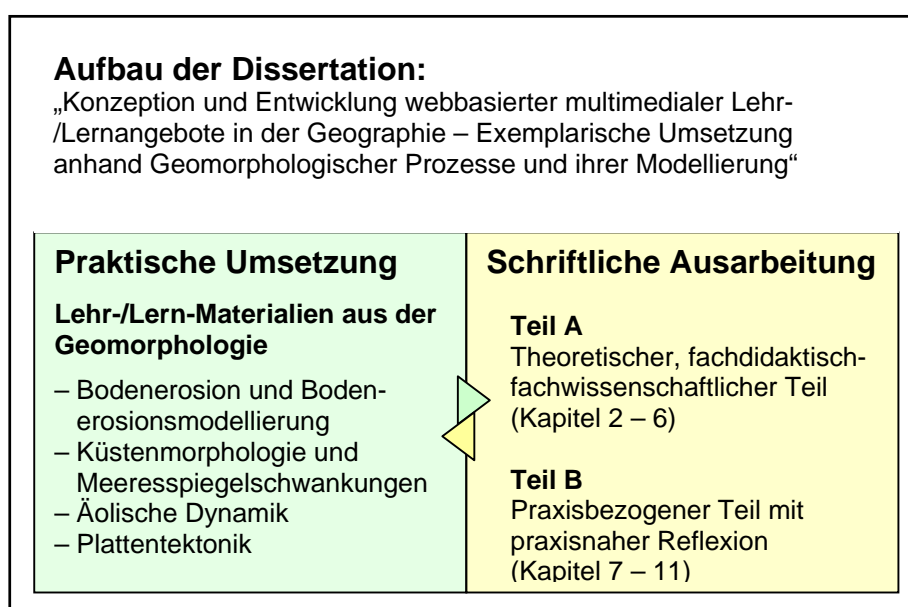 Aufbau der Dissertation:
„Konzeption und Entwicklung webbasierter multimedialer Lehr-
/Lernangebote in der Geographie – Exemplarische Umsetzung
anhand Geomorphologischer Prozesse und ihrer Modellierung“
Praktische Umsetzung
Lehr-/Lern-Materialien aus der
Geomorphologie
– Bodenerosion und Boden-
erosionsmodellierung
– Küstenmorphologie und
Meeresspiegelschwankungen
– Äolische Dynamik
– Plattentektonik
Schriftliche Ausarbeitung
Teil A
Theoretischer, fachdidaktisch-
fachwissenschaftlicher Teil
(Kapitel 2 – 6)
Teil B
Praxisbezogener Teil mit
praxisnaher Reflexion
(Kapitel 7 – 11)